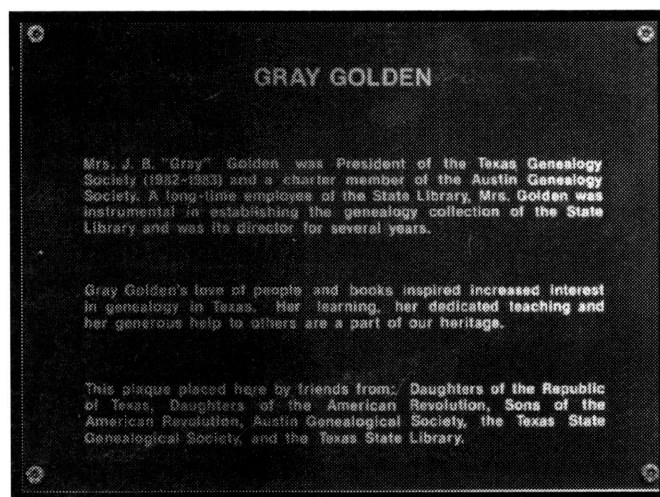 GRAY GOLDEN
Mrs. J. B. "Gray" Golden was President of the Texas Genealogy
Society (1982-1983) and a charter member of the Austin Genealogy
Society. A long-time employee of the State Library, Mrs. Golden was
instrumental in establishing the genealogy collection of the State
Library and was its director for several years.
Gray Golden's love of people and books inspired increased interest
in genealogy in Texas. Her learning, her dedicated teaching and
her generous help to others are a part of our heritage.
This plaque placed here by friends from: Daughters of the Republic
of Texas, Daughters of the American Revolution, Sons of the
American Revolution, Austin Genealogical Society, the Texas State
Genealogical Society, and the Texas State Library.